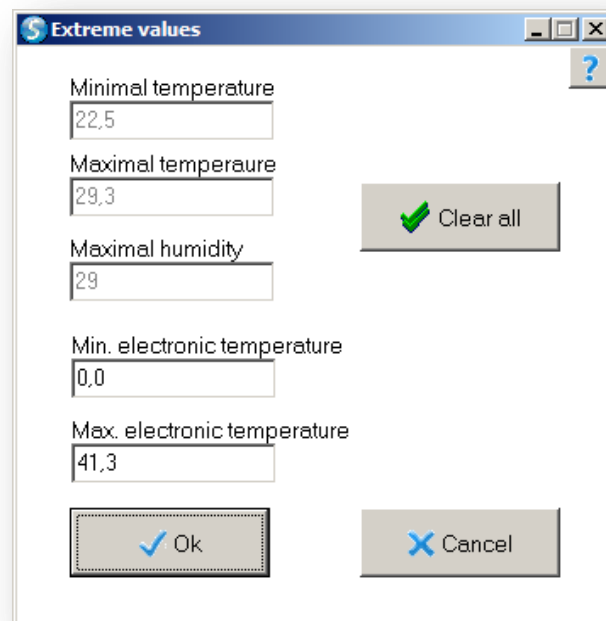 Extreme values
?
Minimal temperature
22,5
Maximal temperaure
29,3
Clear all
Maximal humidity
29
Min. electronic temperature
0,0
Max. electronic temperature
41,3
Ok
Cancel